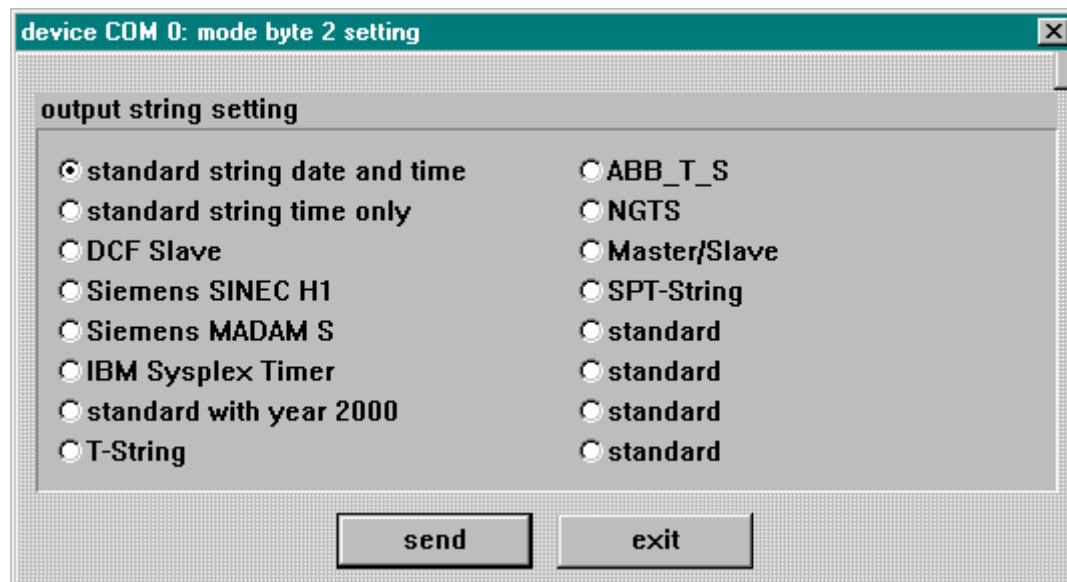 device COM 0: mode byte 2 setting
output string setting
standard string date and time
standard string time only
DCF Slave
Siemens SINEC H1
Siemens MADAM S
IBM Sysplex Timer
standard with year 2000
T-String
ABB_T_S
NGTS
Master/Slave
SPT-String
standard
standard
standard
standard
send
exit